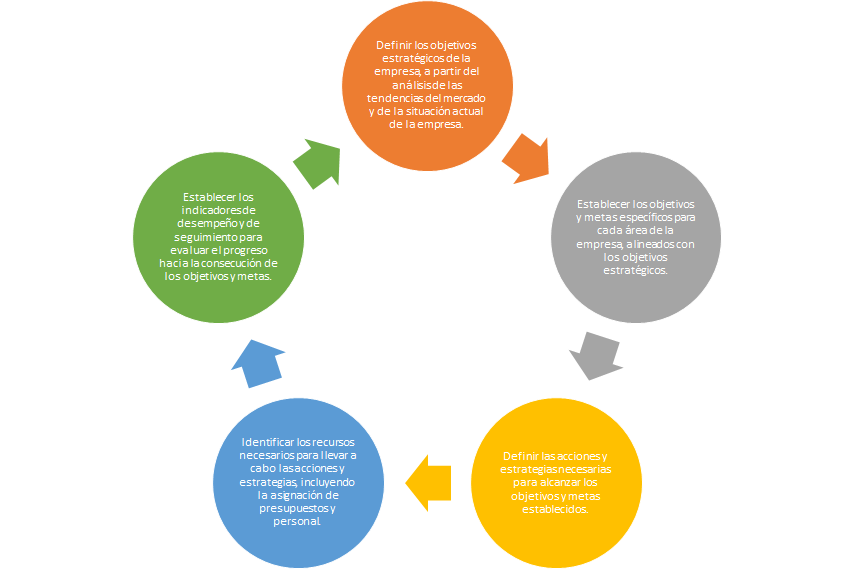 Definir los objetivos
estratégicos de la
empresa, a partir del
análisis de las
tendencias del mercado
y de la situación actual
de la empresa.
Establecer los objetivos
y metas específicos para
cada área de la
empresa, alineados con
los objetivos
estratégicos.
Definir las acciones y
estrategias necesarias
para alcanzar los
objetivos y metas
establecidos.
Identificar los recursos
necesarios para llevar a
cabo las acciones y
estrategias, incluyendo
la asignación de
presupuestos y
personal.
Establecer los
indicadores de
desempeño y de
seguimiento para
evaluar el progreso
hacia la consecución de
los objetivos y metas.